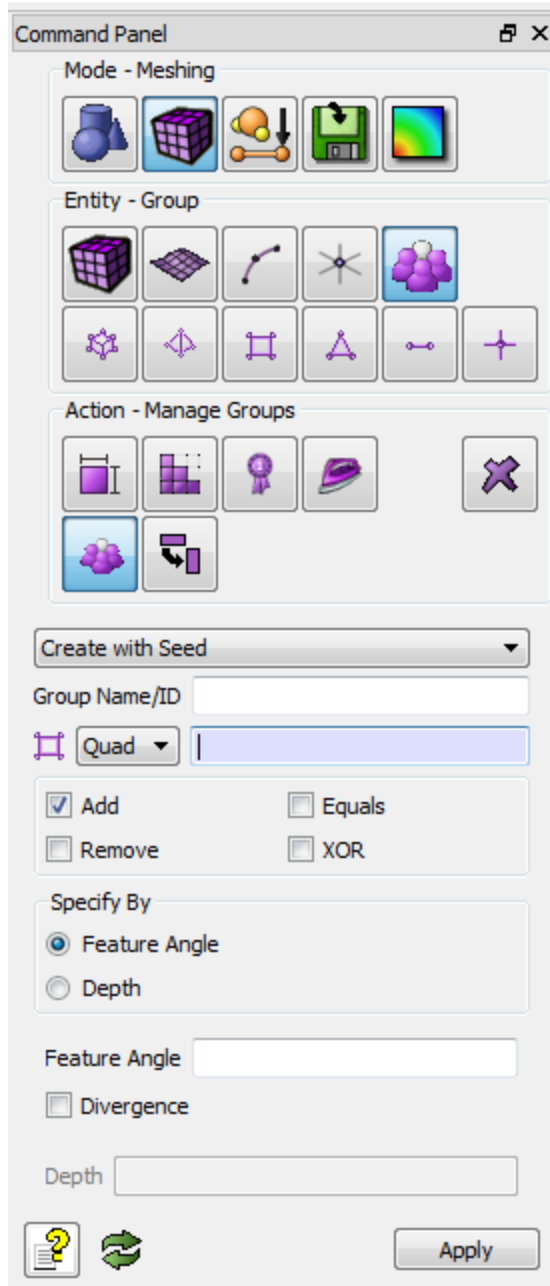 Command Panel
Mode - Meshing
Entity - Group
Action - Manage Groups
Create with Seed
Group Name/ID
Quad
Add Equals
Remove XOR
Specify By
Feature Angle
Depth
Feature Angle
Divergence
Depth
Apply